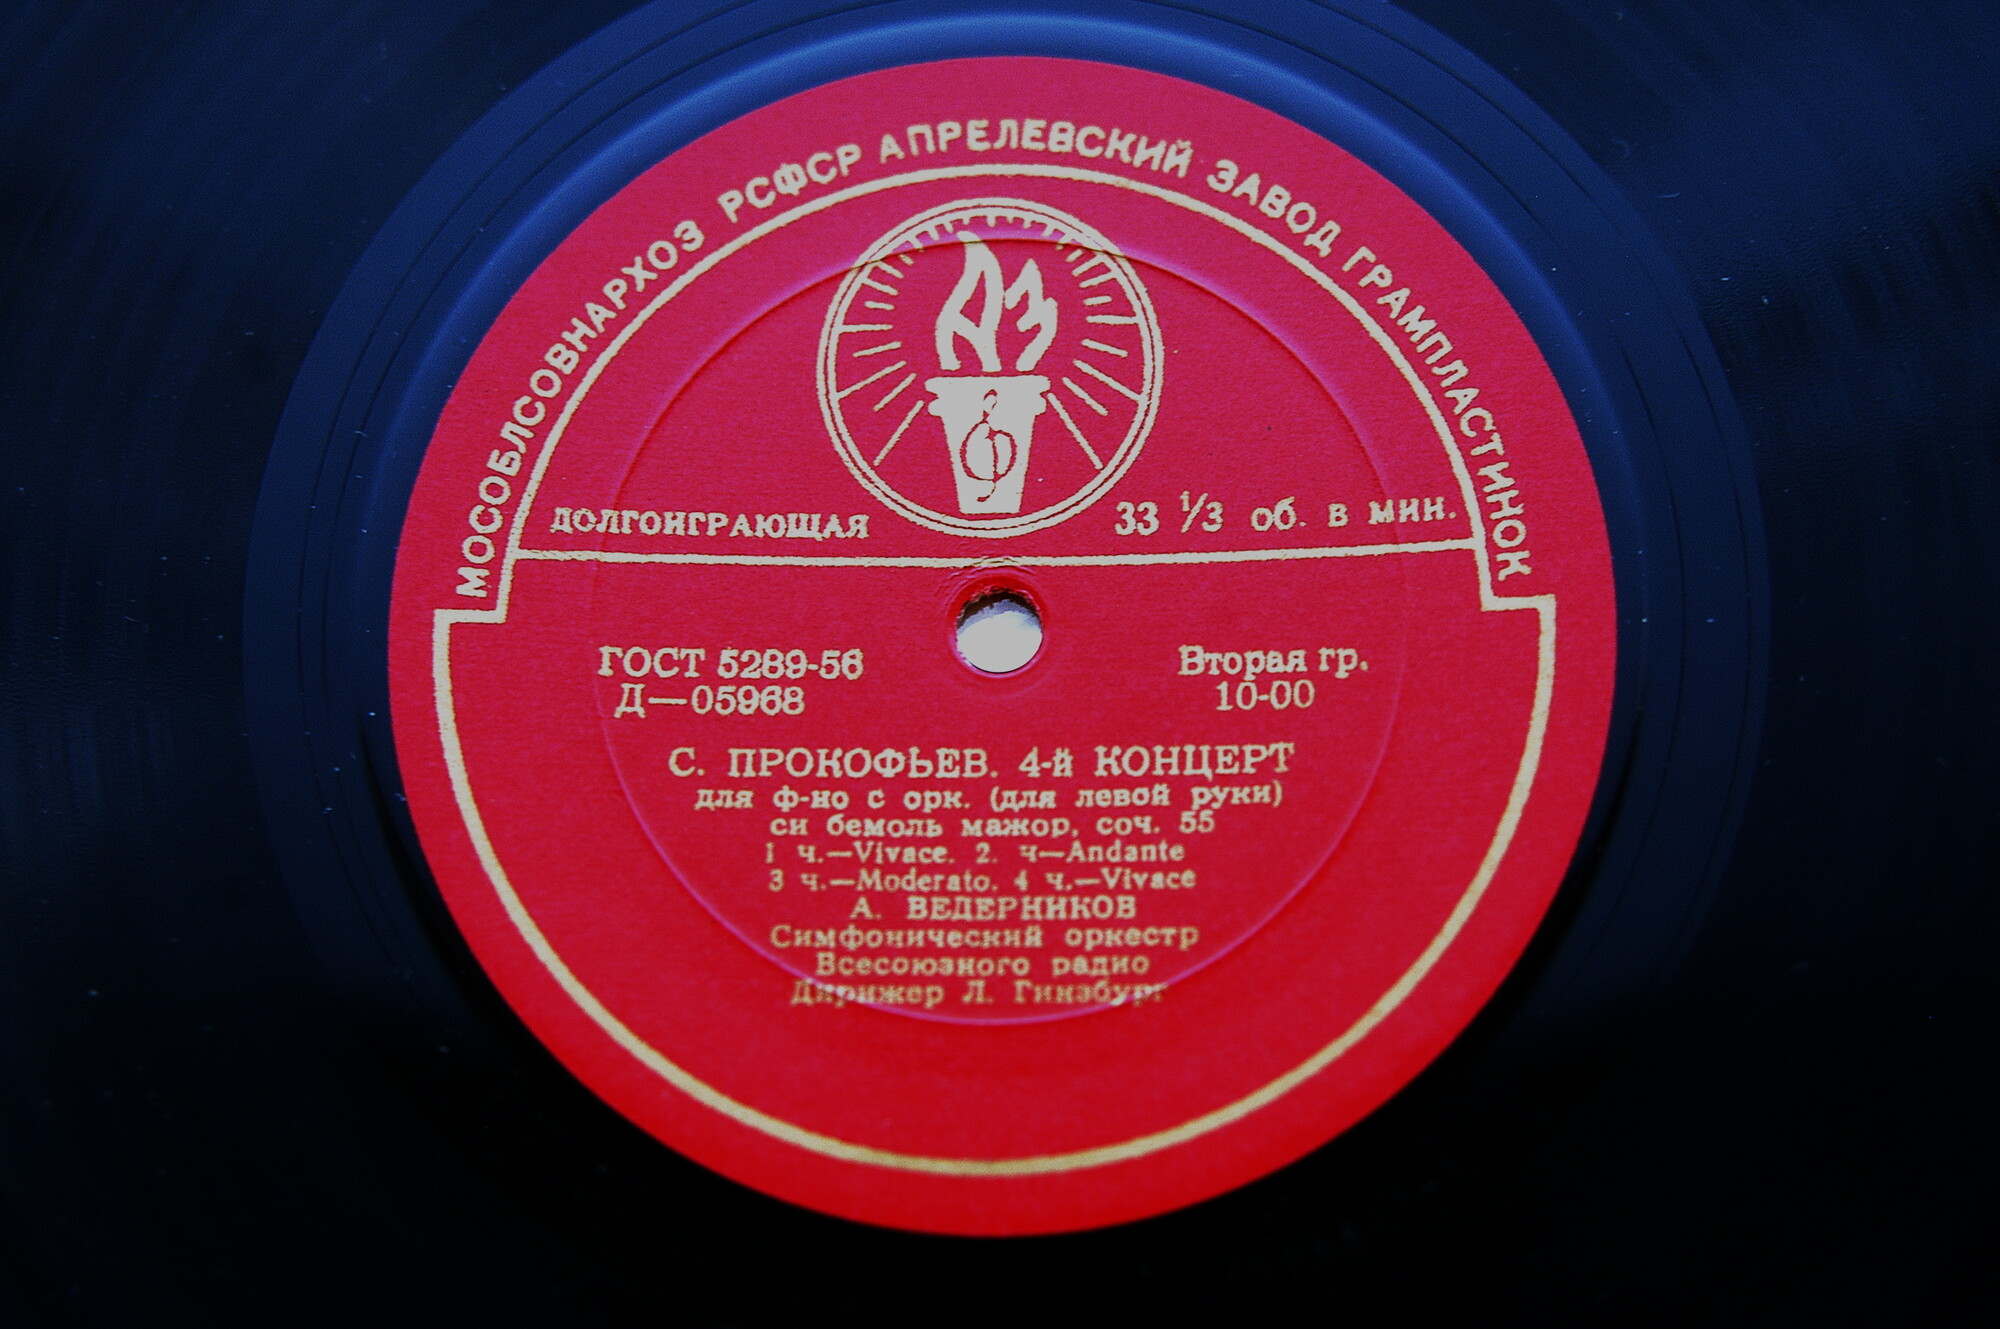 МОСОБЛСОВНАРХОЗ РСФСР АПРЕЛЕВСКИЙ ЗАВОД ГРАМПЛАСТИНОК
АЗ
ДОЛГОИГРАЮЩАЯ 33 1/3 об. в мин.
ГОСТ 5289-56 Вторая гр.
Д—05968 10-00
С. ПРОКОФЬЕВ. 4-й КОНЦЕРТ
для ф-но с орк. (для левой руки)
си бемоль мажор, соч. 55
1 ч.—Vivace. 2. ч—Andante
3 ч.—Moderato. 4 ч.—Vivace
А. ВЕДЕРНИКОВ
Симфонический оркестр
Всесоюзного радио
Дирижер Л. Гинзбург